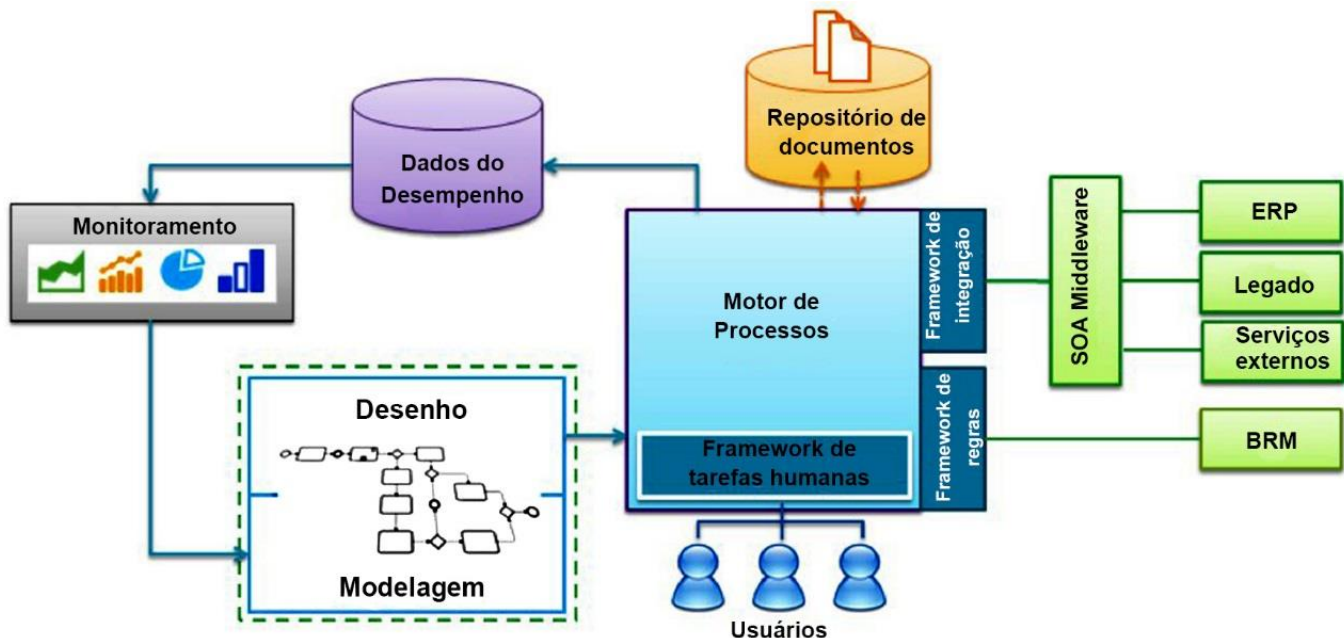 Repositório de
documentos
Dados do
Desempenho
Monitoramento
Motor de
Processos
Framework de
integração
SOA Middleware
ERP
Legado
Serviços
externos
Desenho
Modelagem
Framework de
tarefas humanas
Framework de
regras
BRM
Usuários